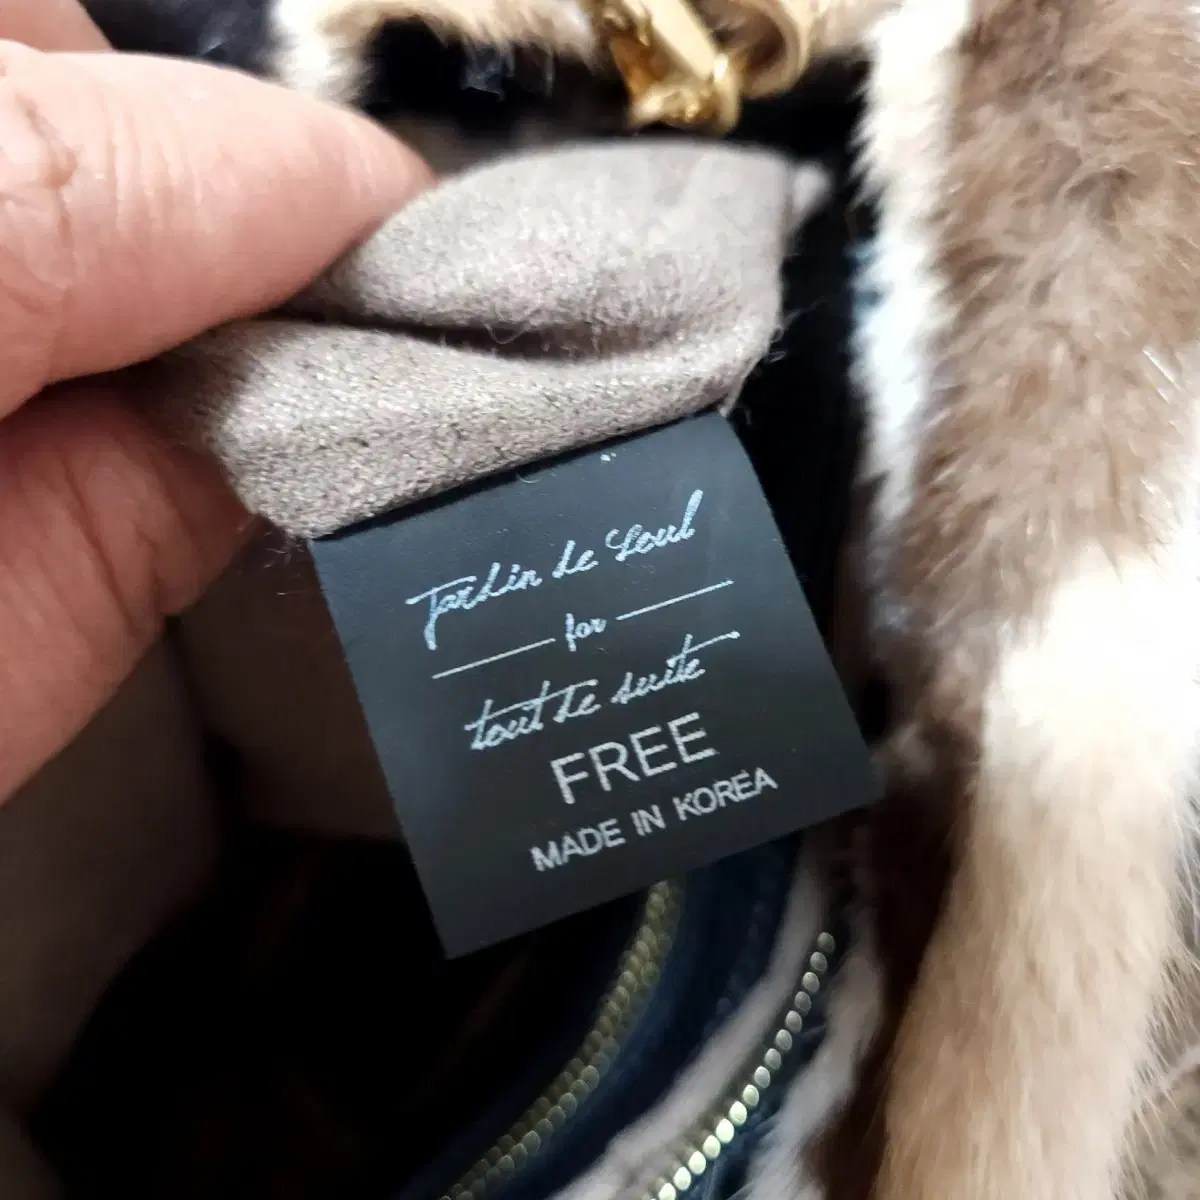 Jardin de Seoul
for
tout de suite
FREE
MADE IN KOREA